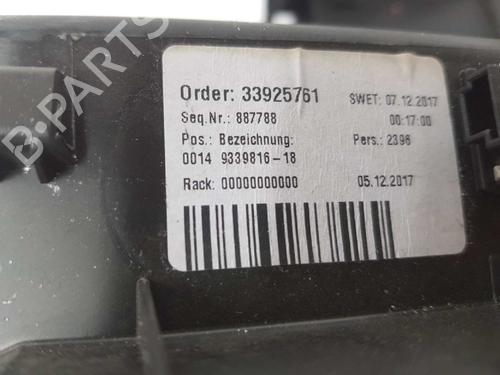 Order: 33925761
SWET: 07.12.2017
Seq.Nr.: 887788
00:17:00
Pos.: Bezeichnung:
Pers.: 2396
0014 9339816-18
Rack: 00000000000
05.12.2017
B-PARTS